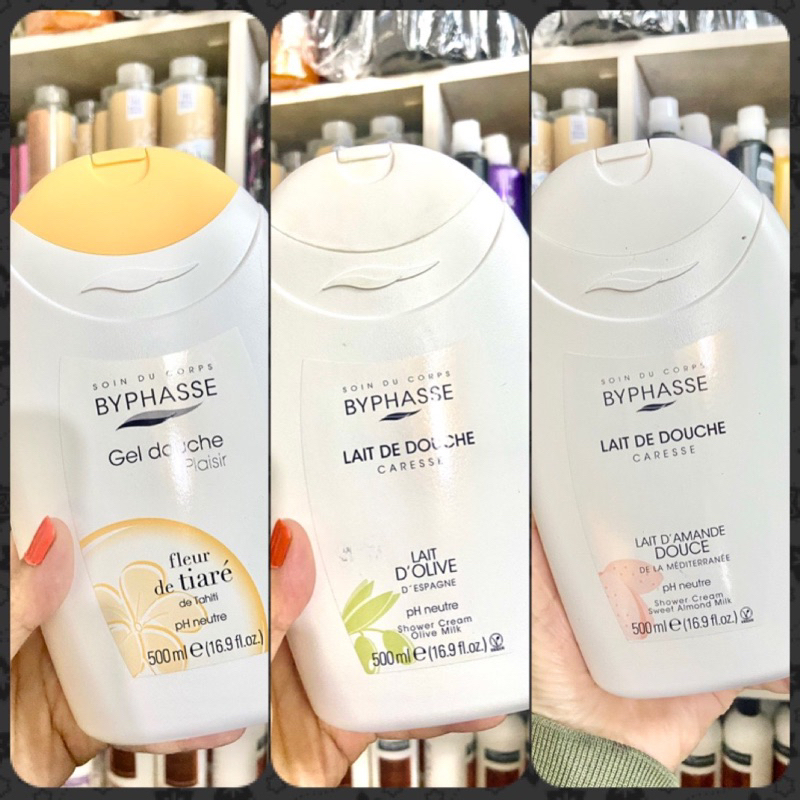 SOIN DU CORPS
BYPHASSE
Gel douche
Plaisir
fleur
de tiaré
de Tahiti
pH neutre
500 ml e (16.9 fl.oz.)
SOIN DU CORPS
BYPHASSE
LAIT DE DOUCHE
CARESSE
LAIT
D'OLIVE
D'ESPAGNE
pH neutre
Shower Cream
Olive Milk
500 ml e (16.9 fl.oz.)
SOIN DU CORPS
BYPHASSE
LAIT DE DOUCHE
CARESSE
LAIT D'AMANDE
DOUCE
DE LA MÉDITERRANÉE
pH neutre
Shower Cream
Sweet Almond Milk
500 ml e (16.9 fl.oz.)